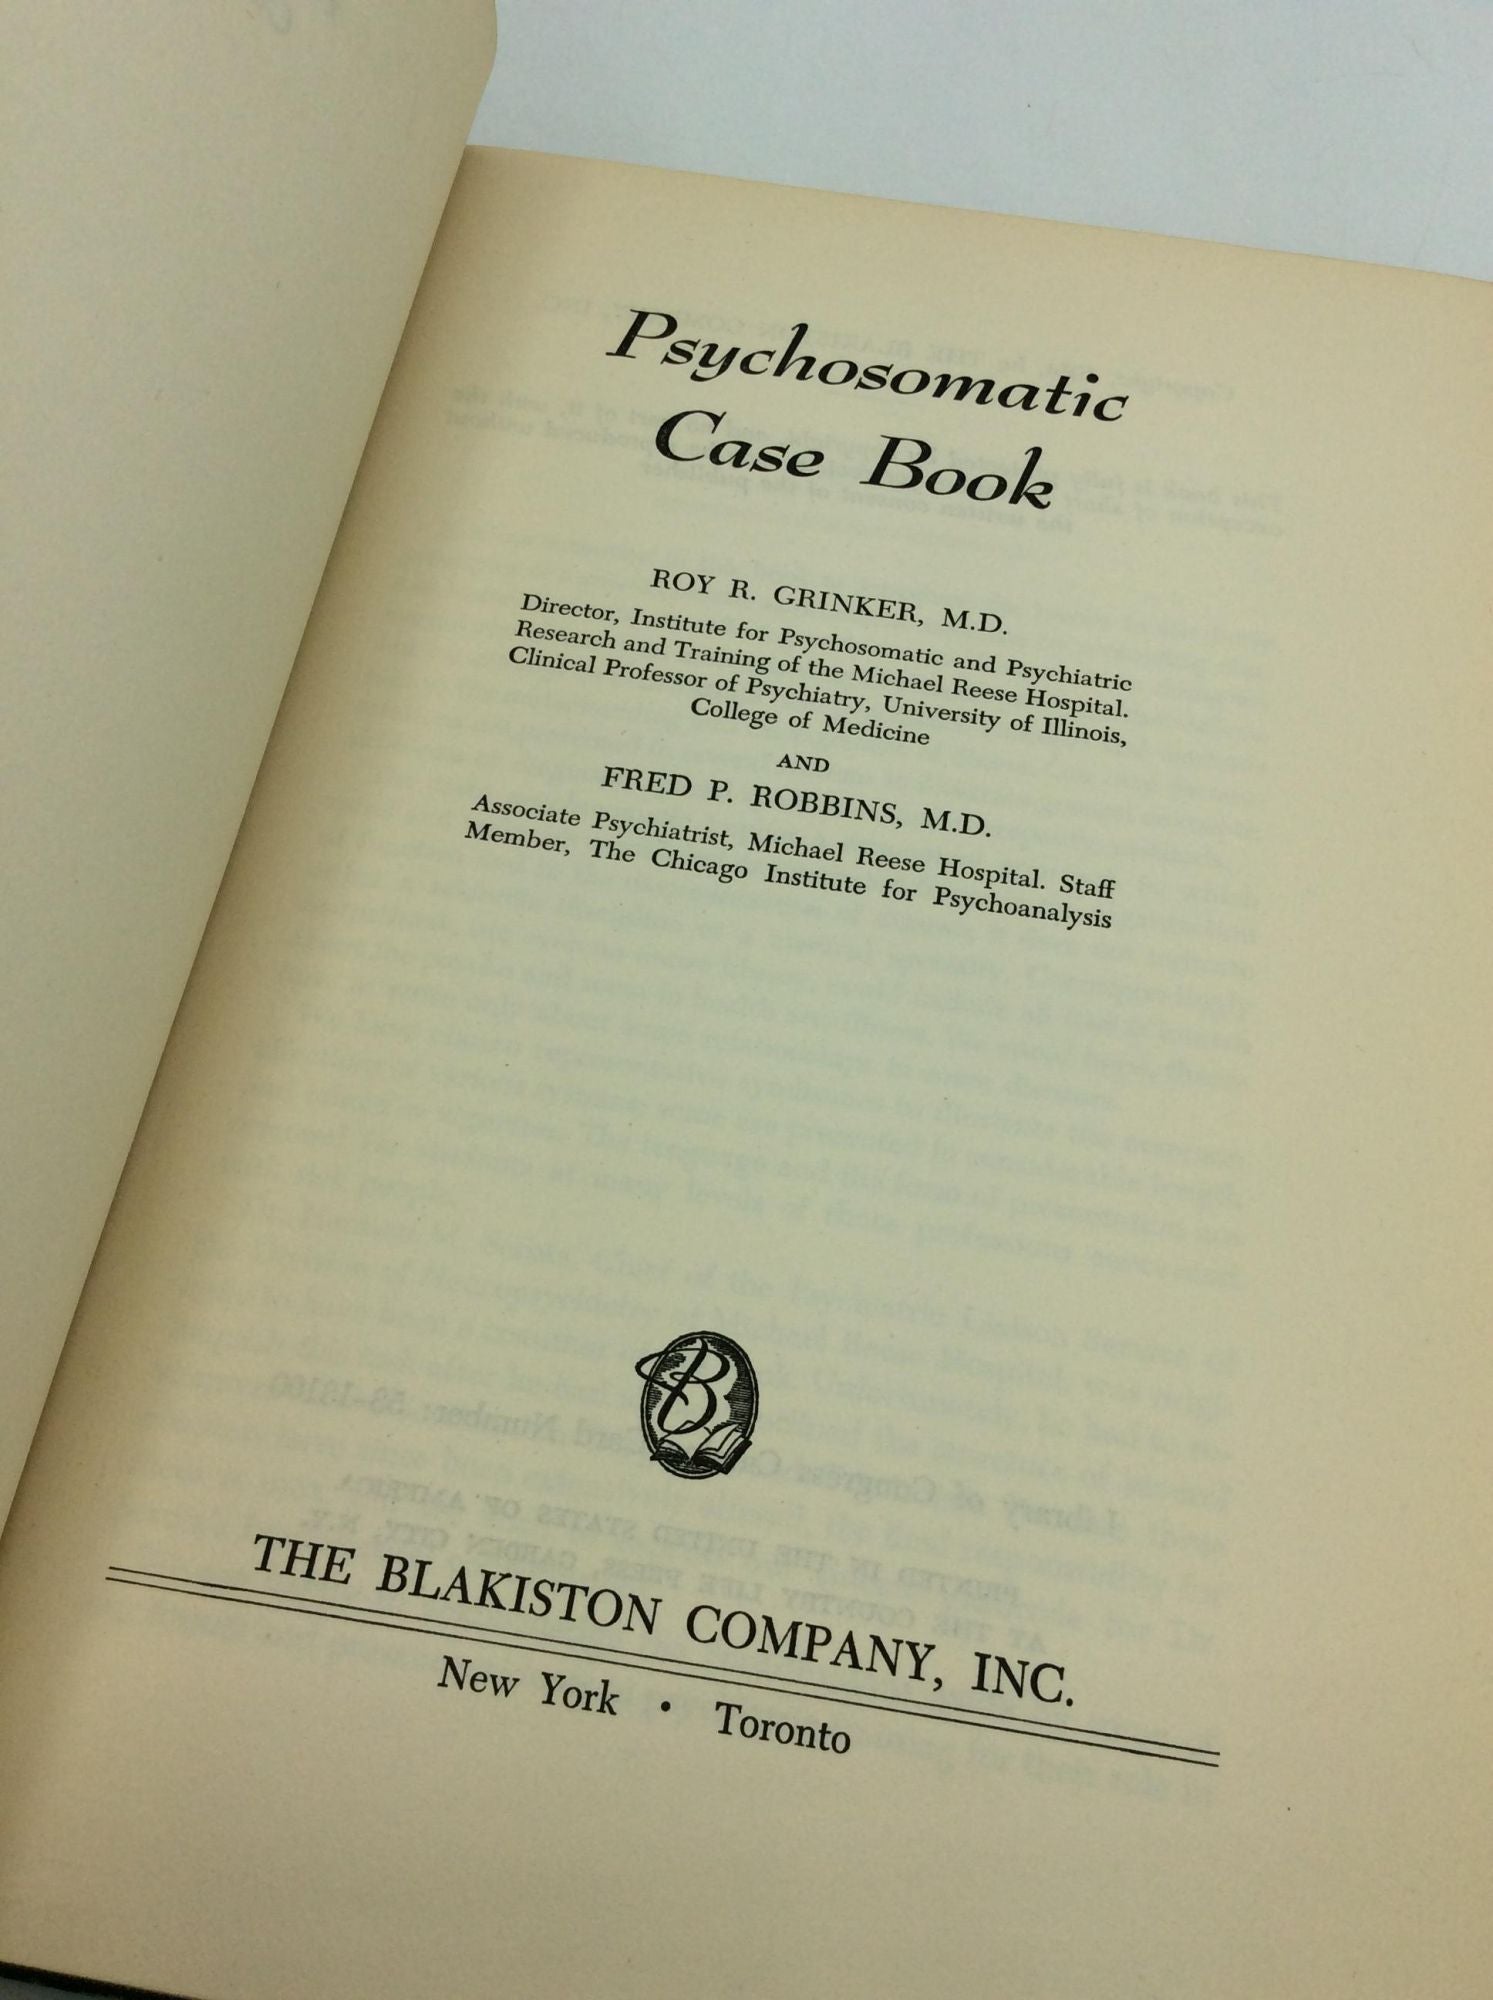 Psychosomatic
Case Book
ROY R. GRINKER, M.D.
Director, Institute for Psychosomatic and Psychiatric
Research and Training of the Michael Reese Hospital.
Clinical Professor of Psychiatry, University of Illinois,
College of Medicine
AND
FRED P. ROBBINS, M.D.
Associate Psychiatrist, Michael Reese Hospital. Staff
Member, The Chicago Institute for Psychoanalysis
B
THE BLAKISTON COMPANY, INC.
New York • Toronto